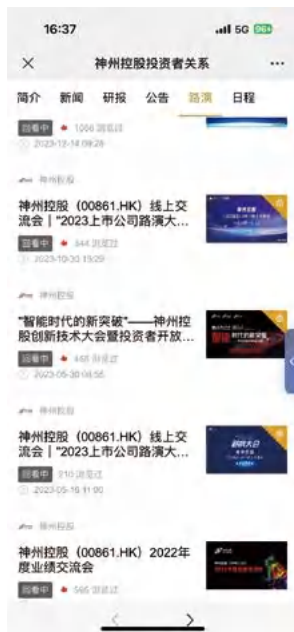 16:37
5G 96
神州控股投资者关系
简介 新闻 研报 公告 路演 日程
回看中 1066 浏览过
2023-12-14 09:28
神州控股
神州控股（00861.HK）线上交
流会｜"2023上市公司路演大...
回看中 344 浏览过
神州控股
"智能时代的新突破"——神州控
股创新技术大会暨投资者开放...
回看中 浏览过
2023-05-30 08:55
神州控股
神州控股（00861.HK）线上交
流会｜"2023上市公司路演大...
回看中 310 浏览过
2023-05-16 11:00
神州控股
神州控股（00861.HK）2022年
度业绩交流会
回看中 565 浏览过